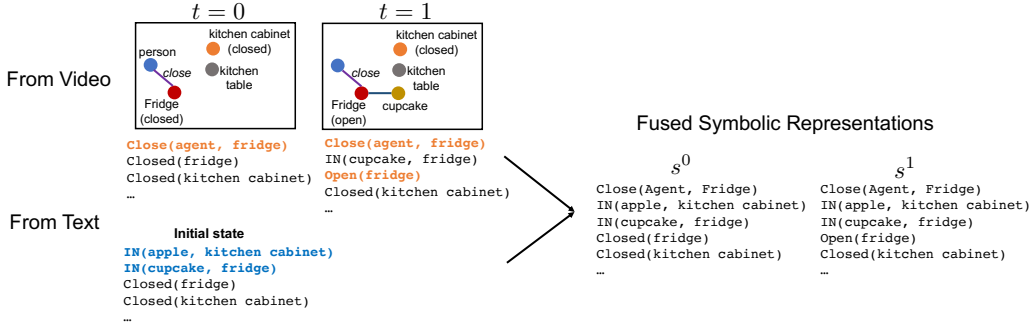 t = 0
t = 1
From Video
person
close
Fridge
(closed)
kitchen cabinet
(closed)
kitchen
table
kitchen cabinet
(closed)
close
kitchen
table
Fridge
(open)
cupcake
Close(agent, fridge)
Closed(fridge)
Closed(kitchen cabinet)
…
Close(agent, fridge)
IN(cupcake, fridge)
Open(fridge)
Closed(kitchen cabinet)
…
From Text
Initial state
IN(apple, kitchen cabinet)
IN(cupcake, fridge)
Closed(fridge)
Closed(kitchen cabinet)
…
Fused Symbolic Representations
s⁰
Close(Agent, Fridge)
IN(apple, kitchen cabinet)
IN(cupcake, fridge)
Closed(fridge)
Closed(kitchen cabinet)
…
s¹
Close(Agent, Fridge)
IN(apple, kitchen cabinet)
IN(cupcake, fridge)
Open(fridge)
Closed(kitchen cabinet)
…